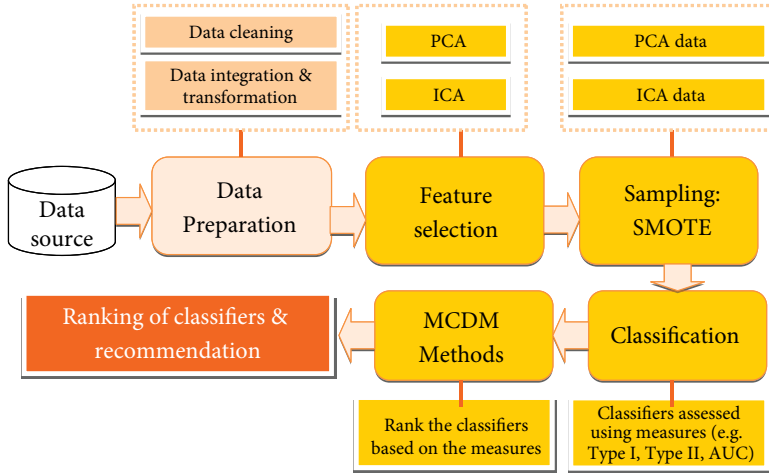 Data cleaning
Data integration &
transformation
PCA
ICA
PCA data
ICA data
Data
source
Data
Preparation
Feature
selection
Sampling:
SMOTE
Classification
MCDM
Methods
Ranking of classifiers &
recommendation
Rank the classifiers
based on the measures
Classifiers assessed
using measures (e.g.
Type I, Type II, AUC)